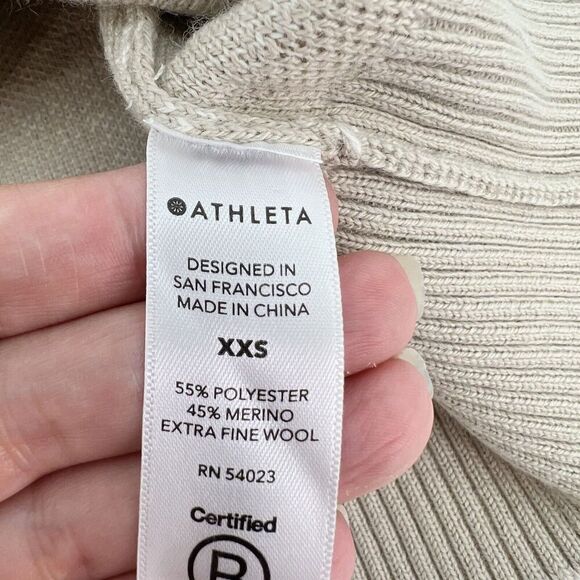 ATHLETA
DESIGNED IN
SAN FRANCISCO
MADE IN CHINA
XXS
55% POLYESTER
45% MERINO
EXTRA FINE WOOL
RN 54023
Certified
B